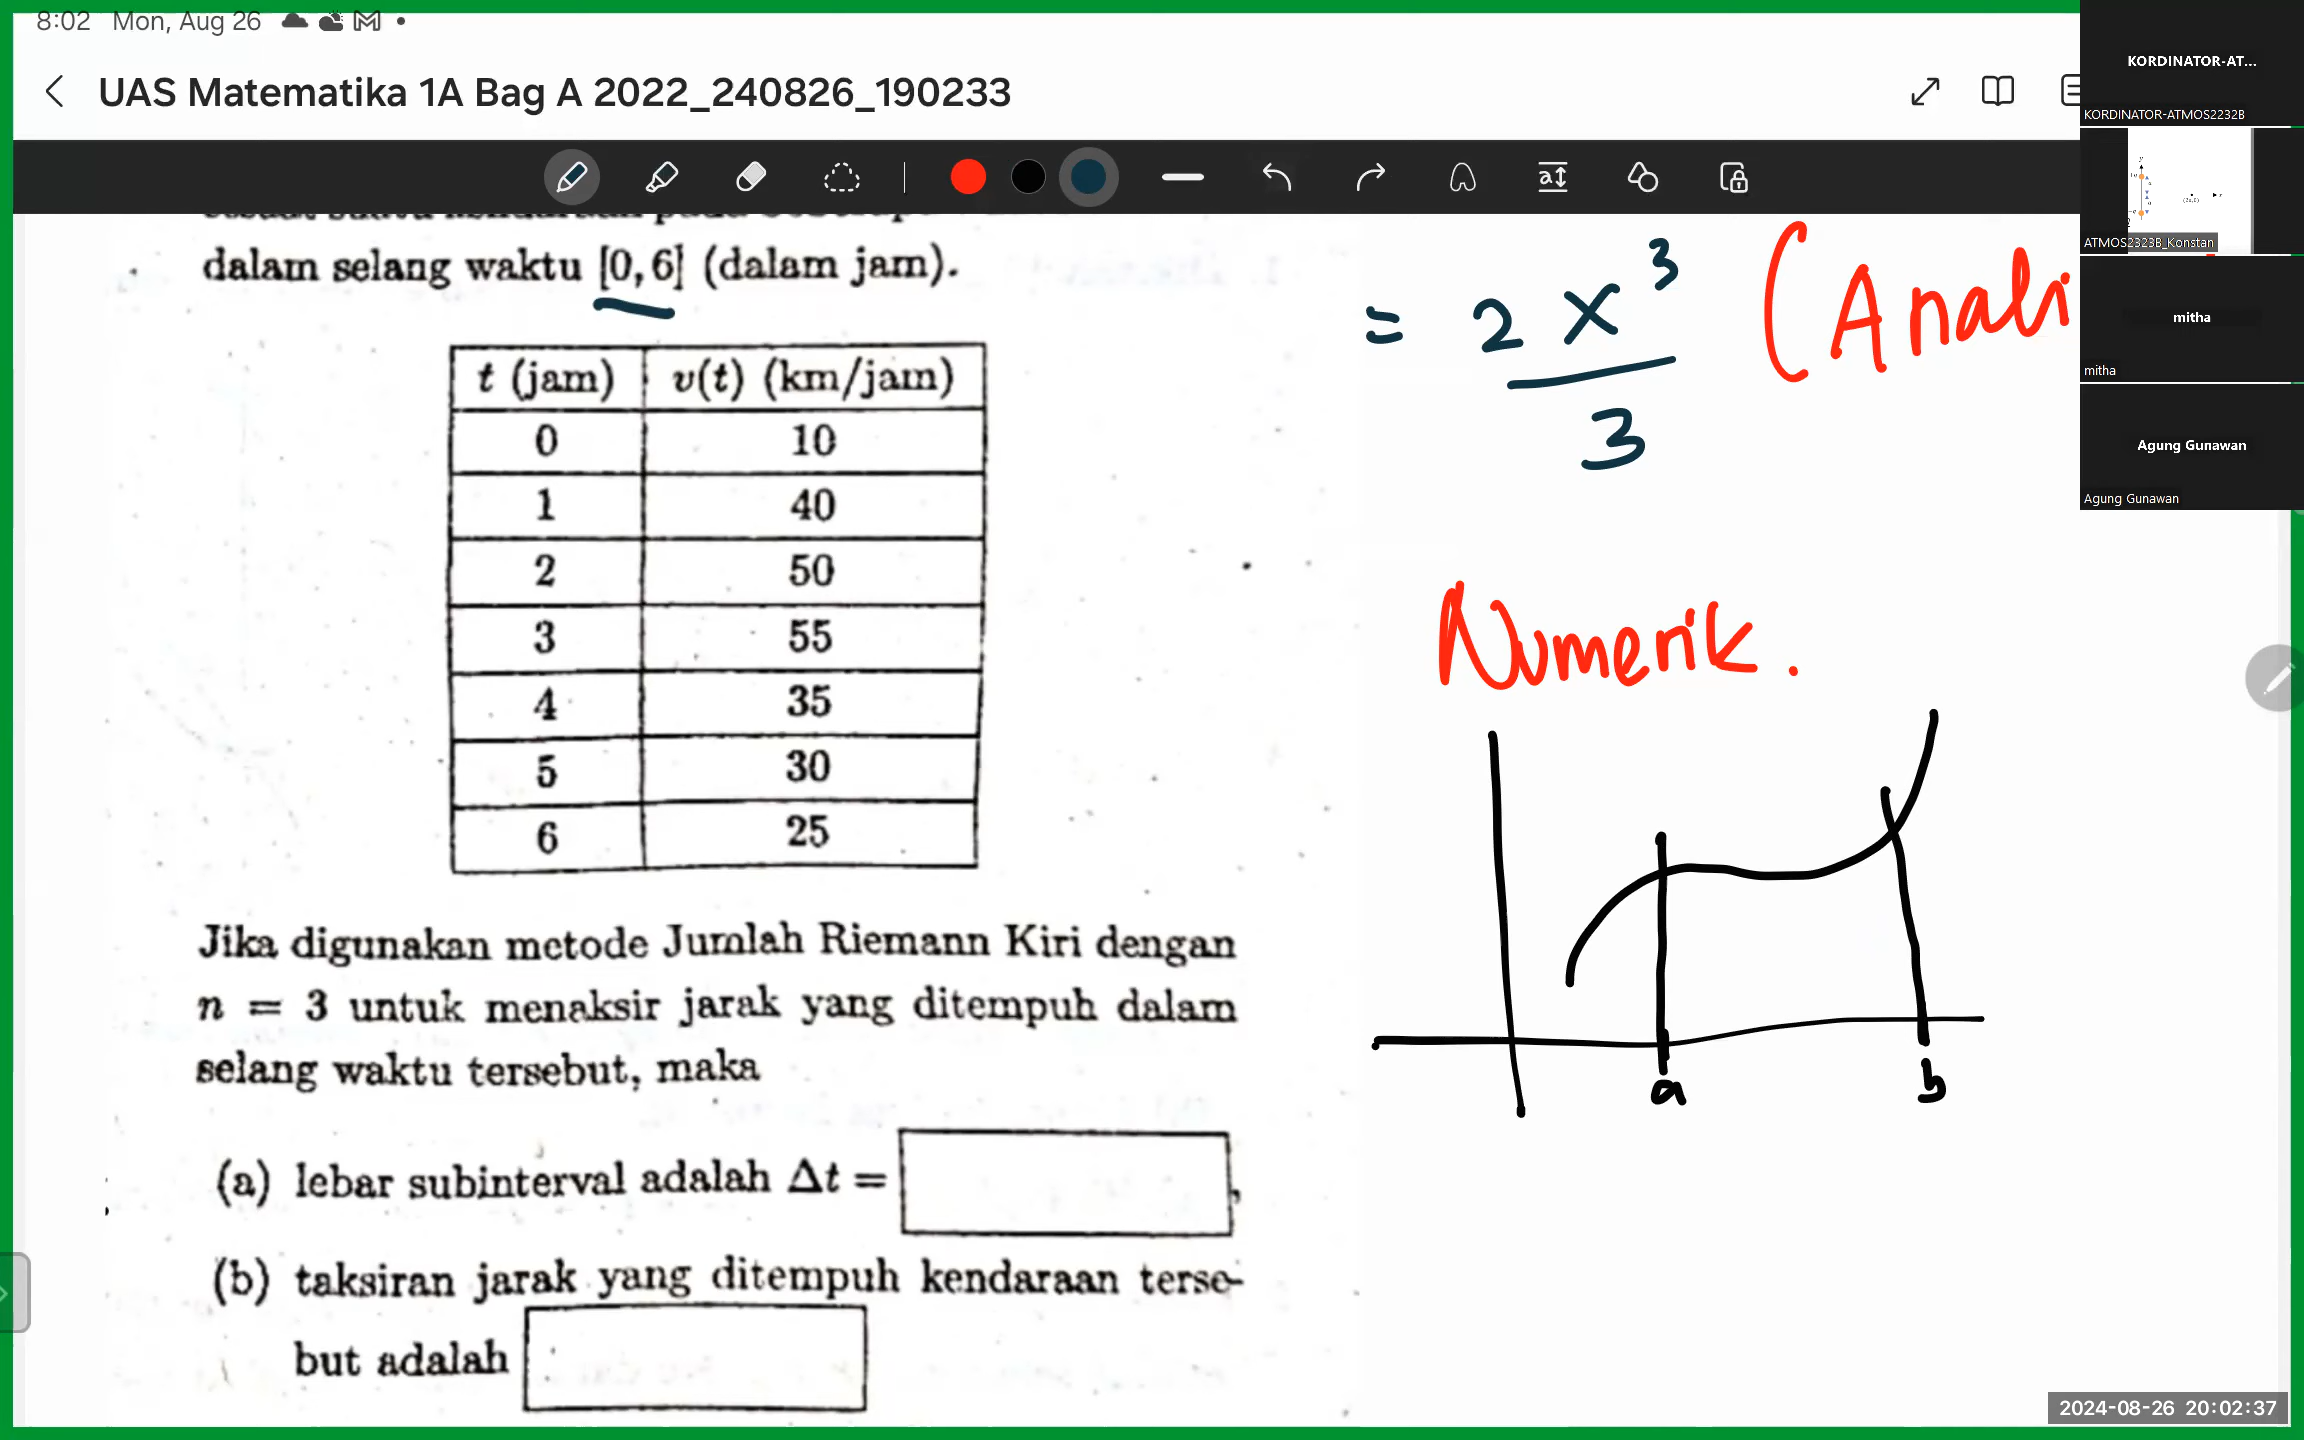 8:02 Mon, Aug 26
UAS Matematika 1A Bag A 2022_240826_190233
dalam selang waktu [0, 6] (dalam jam).
t (jam) v(t) (km/jam)
0 10
1 40
2 50
3 55
4 35
5 30
6 25
Jika digunakan metode Jumlah Riemann Kiri dengan
n = 3 untuk menaksir jarak yang ditempuh dalam
selang waktu tersebut, maka
(a) lebar subinterval adalah Δt = ,
(b) taksiran jarak yang ditempuh kendaraan terse-
but adalah
= 2x³ (Anali
3
Numerik.
a b
KORDINATOR-AT...
KORDINATOR-ATMOS2232B
ATMOS2323B_Konstan
mitha
mitha
Agung Gunawan
Agung Gunawan
2024-08-26 20:02:37